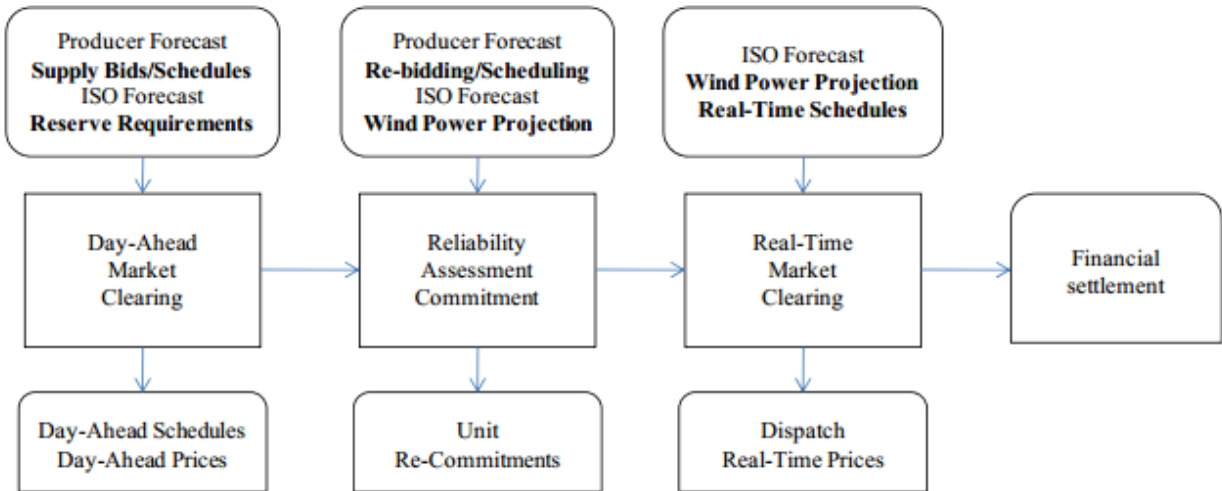 Producer Forecast
Supply Bids/Schedules
ISO Forecast
Reserve Requirements
Producer Forecast
Re-bidding/Scheduling
ISO Forecast
Wind Power Projection
ISO Forecast
Wind Power Projection
Real-Time Schedules
Day-Ahead
Market
Clearing
Reliability
Assessment
Commitment
Real-Time
Market
Clearing
Financial
settlement
Day-Ahead Schedules
Day-Ahead Prices
Unit
Re-Commitments
Dispatch
Real-Time Prices